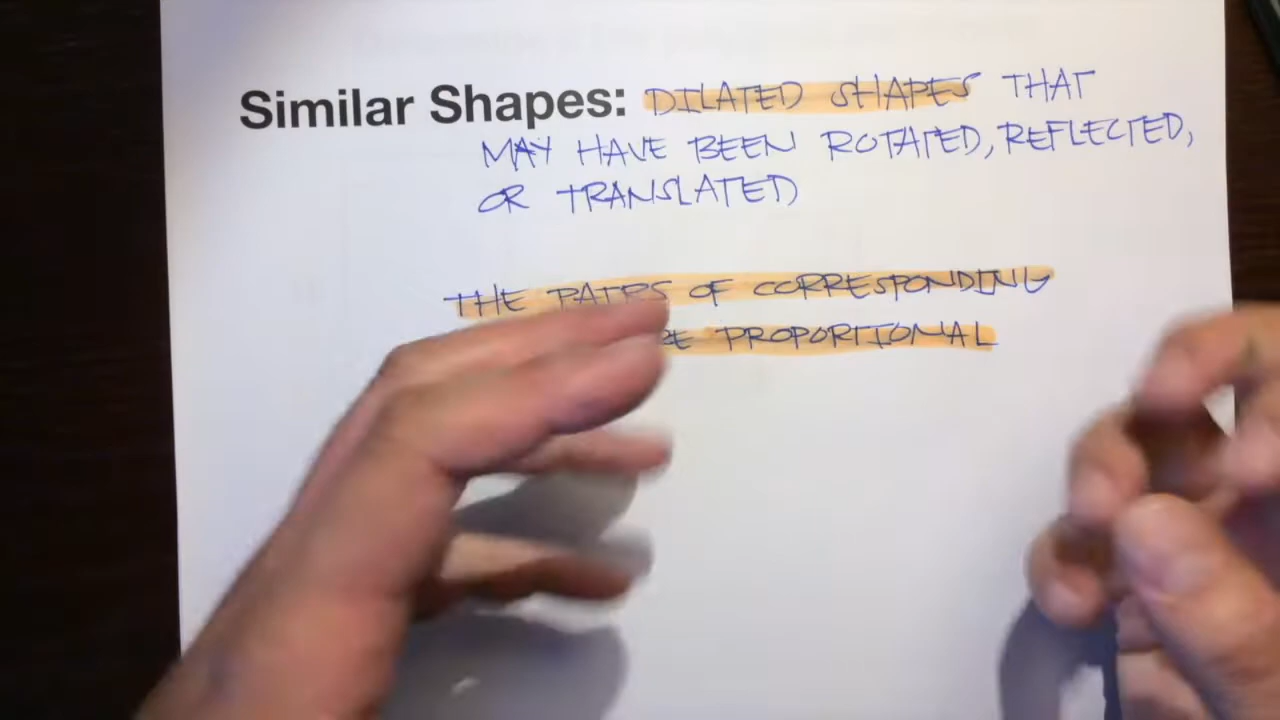 Similar Shapes: DILATED SHAPES THAT
MAY HAVE BEEN ROTATED, REFLECTED,
OR TRANSLATED
THE PAIRS OF CORRESPONDING
PROPORTIONAL